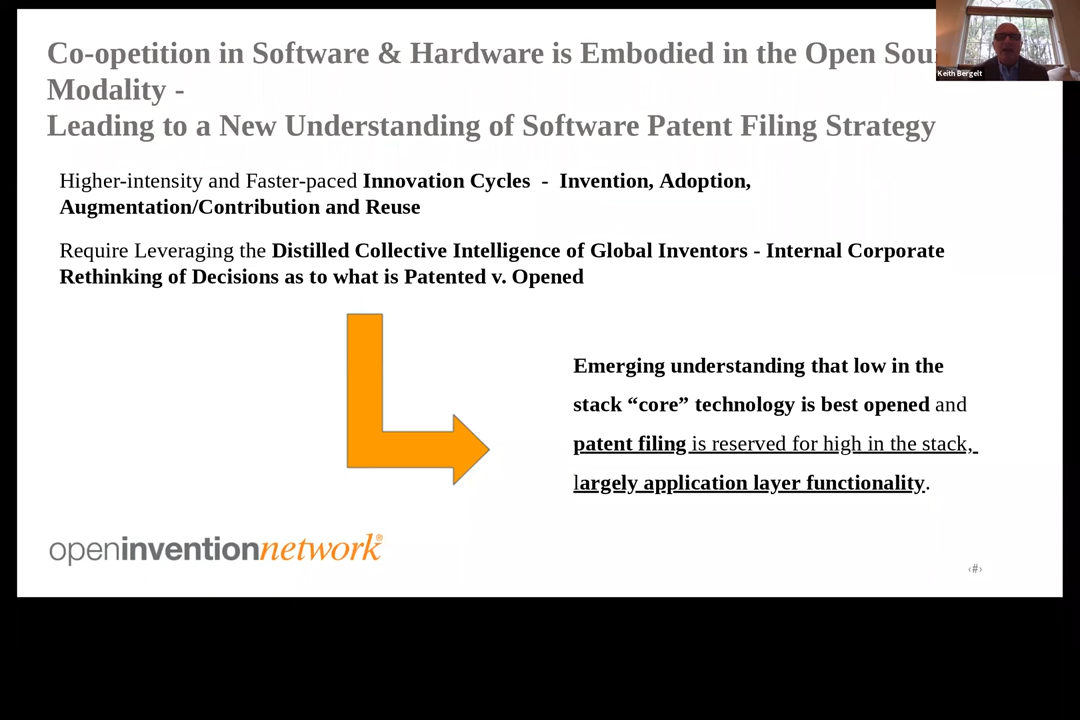 Co-opetition in Software & Hardware is Embodied in the Open Sou
Modality -
Leading to a New Understanding of Software Patent Filing Strategy
Keith Bergelt
Higher-intensity and Faster-paced Innovation Cycles - Invention, Adoption,
Augmentation/Contribution and Reuse
Require Leveraging the Distilled Collective Intelligence of Global Inventors - Internal Corporate
Rethinking of Decisions as to what is Patented v. Opened
Emerging understanding that low in the
stack “core” technology is best opened and
patent filing is reserved for high in the stack,
largely application layer functionality.
openinventionnetwork®
‹#›